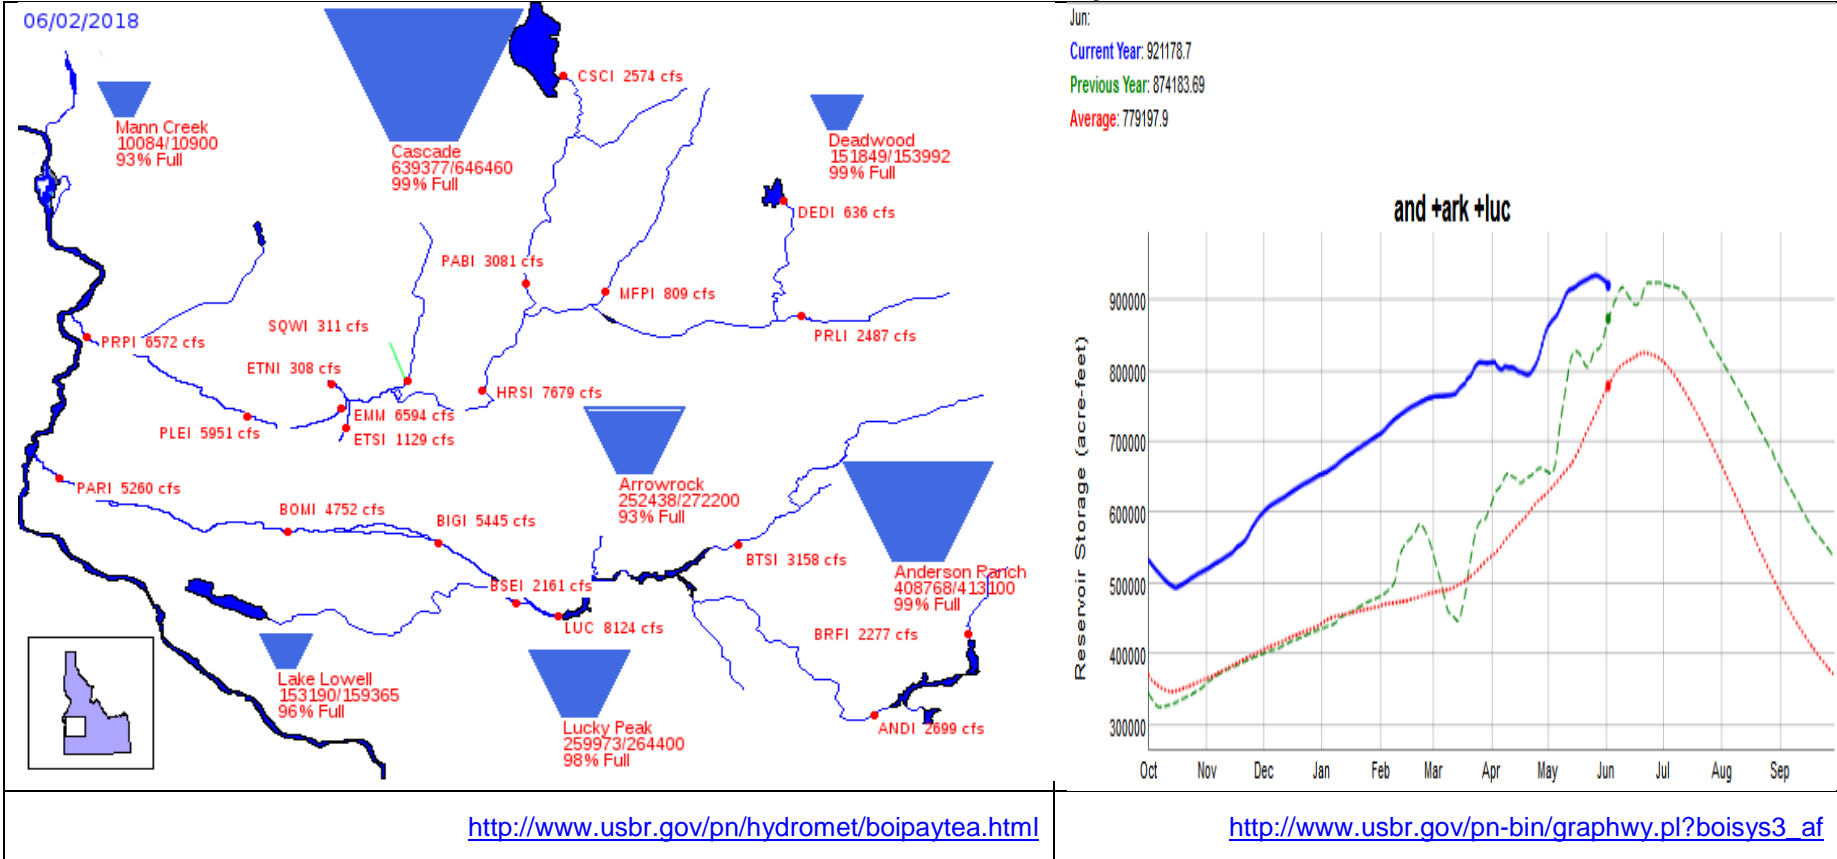 06/02/2018
CSCI 2574 cfs
Mann Creek
10084/10900
93% Full
Cascade
639377/646460
99% Full
Deadwood
151849/153992
99% Full
DEDI 636 cfs
PABI 3081 cfs
MFPI 809 cfs
SQWI 311 cfs
PRPI 6572 cfs
PRLI 2487 cfs
ETNI 308 cfs
HRSI 7679 cfs
EMM 6594 cfs
PLEI 5951 cfs
ETSI 1129 cfs
Arrowrock
252438/272200
93% Full
PARI 5260 cfs
BOMI 4752 cfs
BIGI 5445 cfs
BTSI 3158 cfs
Anderson Ranch
408768/413100
99% Full
BSEI 2161 cfs
LUC 8124 cfs
BRFI 2277 cfs
Lake Lowell
153190/159365
96% Full
Lucky Peak
259973/264400
98% Full
ANDI 2699 cfs
http://www.usbr.gov/pn/hydromet/boipaytea.html
Jun:
Current Year: 921178.7
Previous Year: 874183.69
Average: 779197.9
and +ark +luc
Reservoir Storage (acre-feet)
900000
800000
700000
600000
500000
400000
300000
Oct Nov Dec Jan Feb Mar Apr May Jun Jul Aug Sep
http://www.usbr.gov/pn-bin/graphwy.pl?boisys3_af